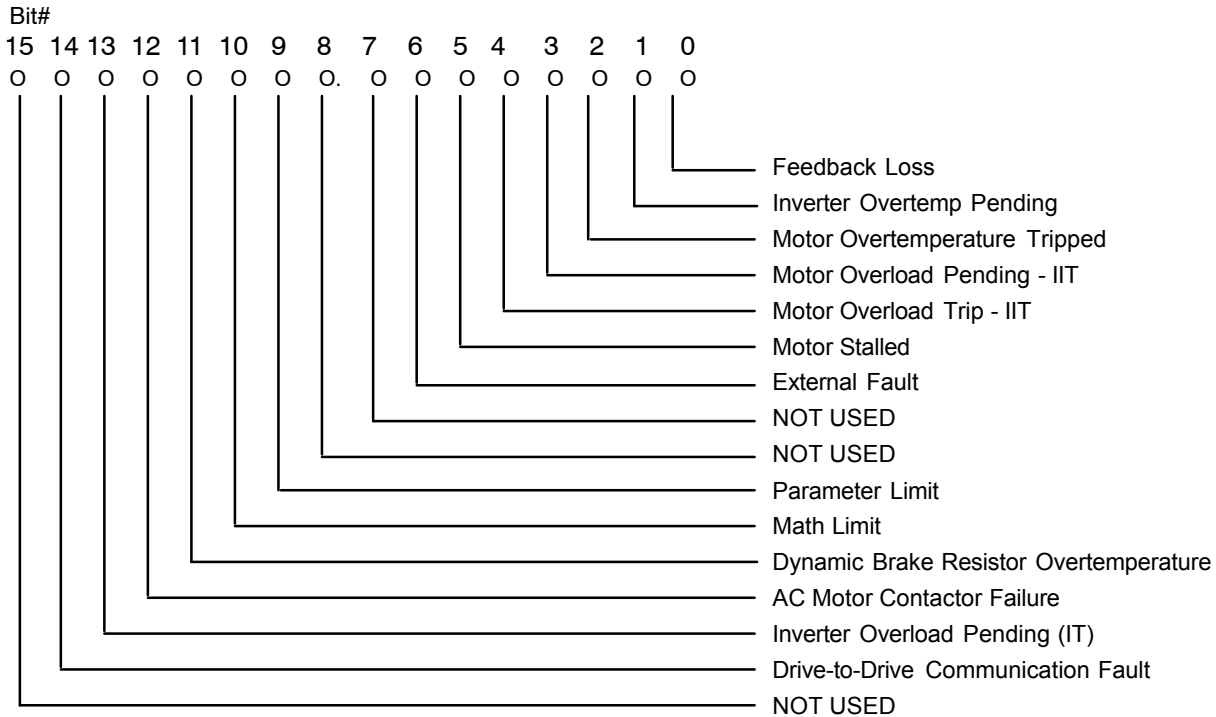 Bit#
15 14 13 12 11 10 9 8 7 6 5 4 3 2 1 0
O O O O O O O O. O O O O O O O O
Feedback Loss
Inverter Overtemp Pending
Motor Overtemperature Tripped
Motor Overload Pending - IIT
Motor Overload Trip - IIT
Motor Stalled
External Fault
NOT USED
NOT USED
Parameter Limit
Math Limit
Dynamic Brake Resistor Overtemperature
AC Motor Contactor Failure
Inverter Overload Pending (IT)
Drive-to-Drive Communication Fault
NOT USED